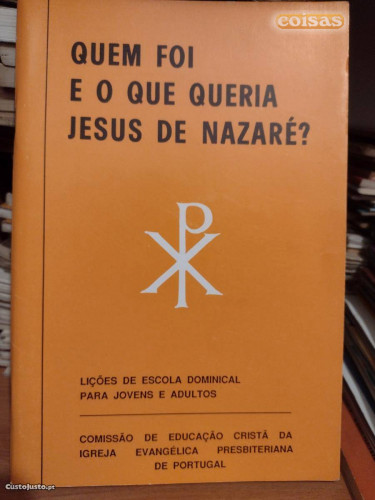 coisas
QUEM FOI
E O QUE QUERIA
JESUS DE NAZARÉ?
LIÇÕES DE ESCOLA DOMINICAL
PARA JOVENS E ADULTOS
COMISSÃO DE EDUCAÇÃO CRISTÃ DA
IGREJA EVANGÉLICA PRESBITERIANA
DE PORTUGAL
CustoJusto.pt